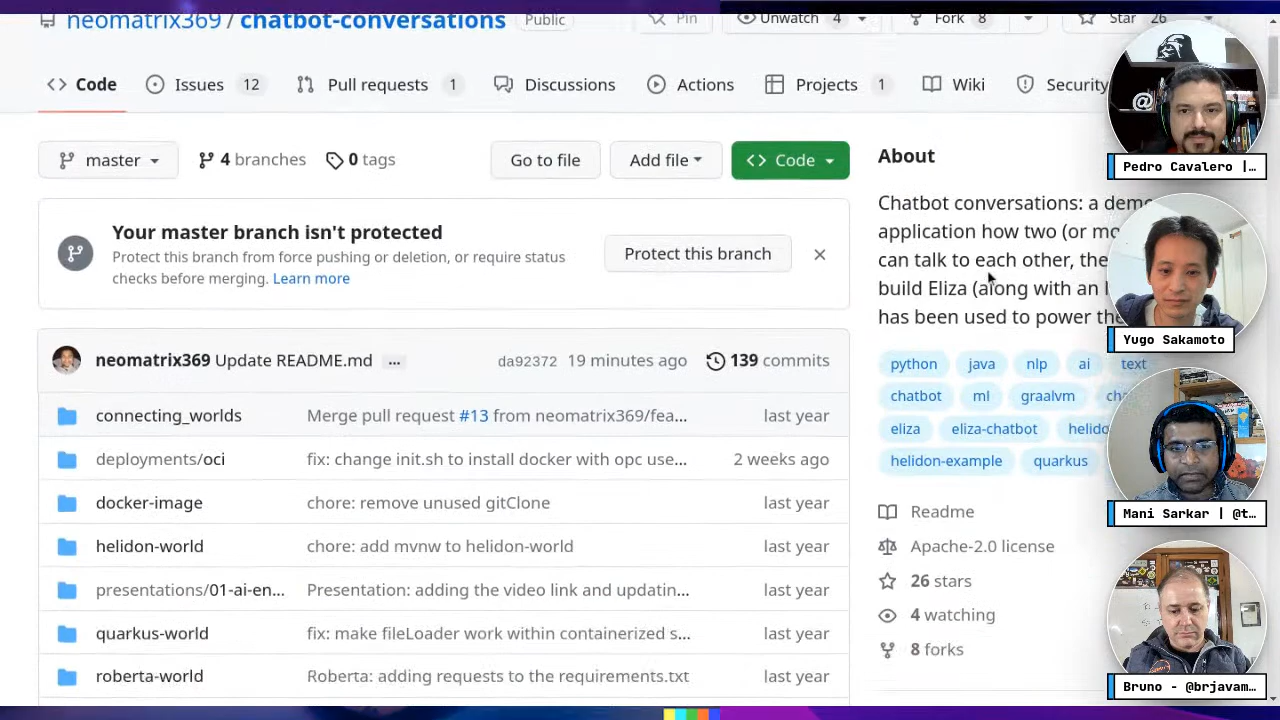 neomatrix369 / chatbot-conversations Public Pin Unwatch 4 Fork 8 Star 26
Code Issues 12 Pull requests 1 Discussions Actions Projects 1 Wiki Security
master 4 branches 0 tags Go to file Add file Code
Your master branch isn't protected
Protect this branch from force pushing or deletion, or require status
checks before merging. Learn more
Protect this branch
neomatrix369 Update README.md ... da92372 19 minutes ago 139 commits
connecting_worlds Merge pull request #13 from neomatrix369/fea... last year
deployments/oci fix: change init.sh to install docker with opc use... 2 weeks ago
docker-image chore: remove unused gitClone last year
helidon-world chore: add mvnw to helidon-world last year
presentations/01-ai-en... Presentation: adding the video link and updatin... last year
quarkus-world fix: make fileLoader work within containerized s... last year
roberta-world Roberta: adding requests to the requirements.txt last year
About
Chatbot conversations: a demo
application how two (or mo
can talk to each other, the
build Eliza (along with an
has been used to power the
python java nlp ai text
chatbot ml graalvm
eliza eliza-chatbot helido
helidon-example quarkus
Readme
Apache-2.0 license
26 stars
4 watching
8 forks
@
Pedro Cavalero |...
Yugo Sakamoto
Mani Sarkar | @t...
Bruno - @brjavam...